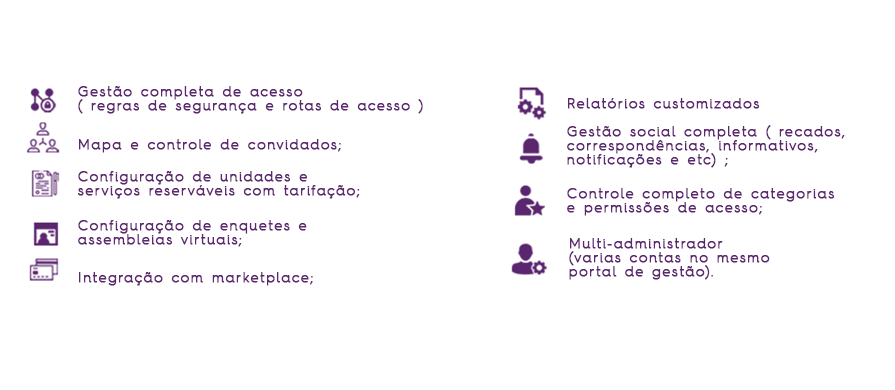 Gestão completa de acesso
( regras de segurança e rotas de acesso )
Mapa e controle de convidados;
Configuração de unidades e
serviços reserváveis com tarifação;
Configuração de enquetes e
assembleias virtuais;
Integração com marketplace;
Relatórios customizados
Gestão social completa ( recados,
correspondências, informativos,
notificações e etc) ;
Controle completo de categorias
e permissões de acesso;
Multi-administrador
(varias contas no mesmo
portal de gestão).